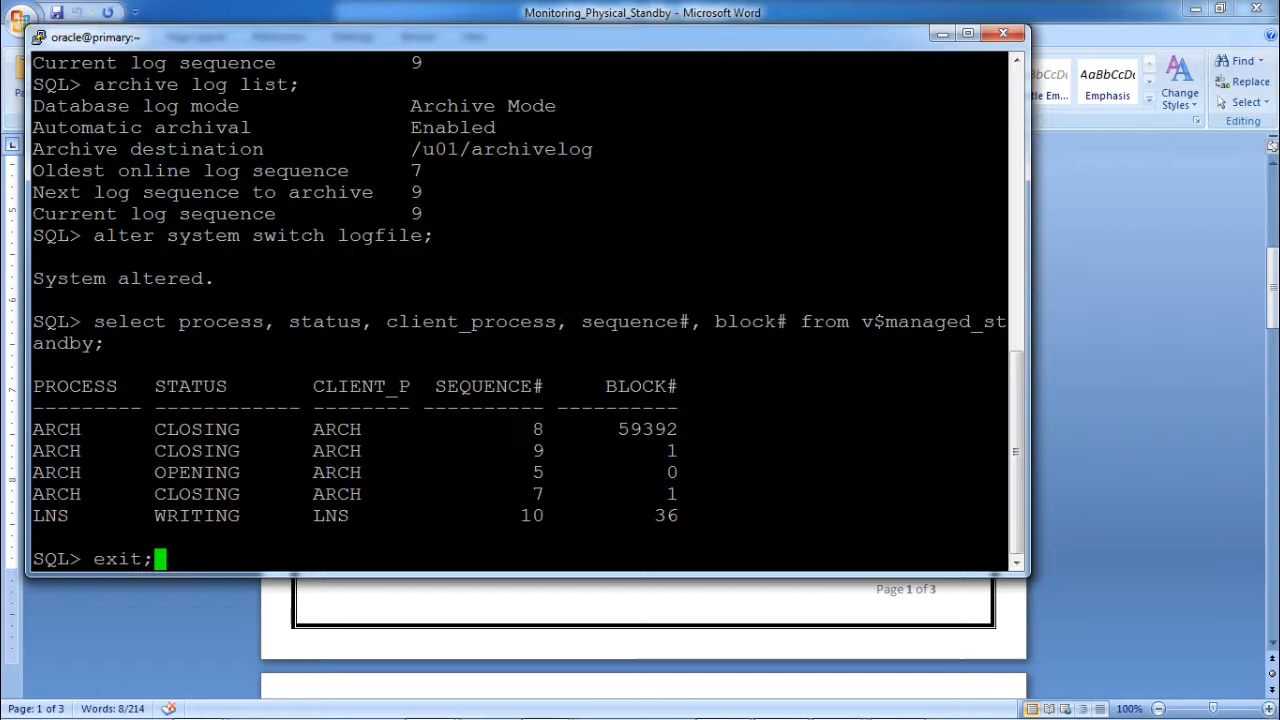 Monitoring_Physical_Standby - Microsoft Word
oracle@primary:~
Current log sequence 9
SQL> archive log list;
Database log mode Archive Mode
Automatic archival Enabled
Archive destination /u01/archivelog
Oldest online log sequence 7
Next log sequence to archive 9
Current log sequence 9
SQL> alter system switch logfile;
System altered.
SQL> select process, status, client_process, sequence#, block# from v$managed_st
andby;
PROCESS STATUS CLIENT_P SEQUENCE# BLOCK#
--------- ------------ -------- ---------- ----------
ARCH CLOSING ARCH 8 59392
ARCH CLOSING ARCH 9 1
ARCH OPENING ARCH 5 0
ARCH CLOSING ARCH 7 1
LNS WRITING LNS 10 36
SQL> exit;
AaBbCcDc
tle Em...
Emphasis
Change
Styles
Find
Replace
Select
Editing
Page 1 of 3
Page: 1 of 3
Words: 8/214
100%